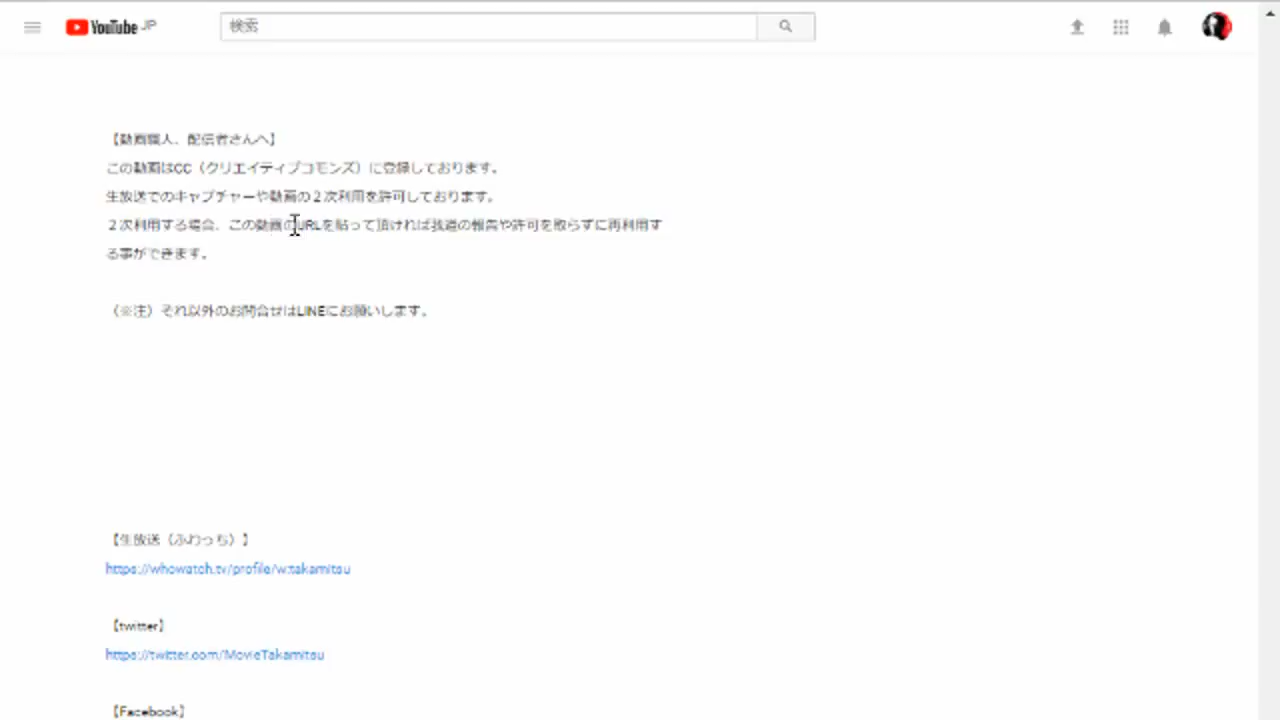 YouTube JP
検索
【動画職人、配信者さんへ】
この動画はCC（クリエイティブコモンズ）に登録しております。
生放送でのキャプチャーや動画の２次利用を許可しております。
２次利用する場合、この動画のURLを貼って頂ければ我道の報告や許可を取らずに再利用す
る事ができます。
（※注）それ以外のお問合せはLINEにお願いします。
【生放送（ふわっち）】
https://whowatch.tv/profile/w:takamitsu
【twitter】
https://twitter.com/MovieTakamitsu
【Facebook】